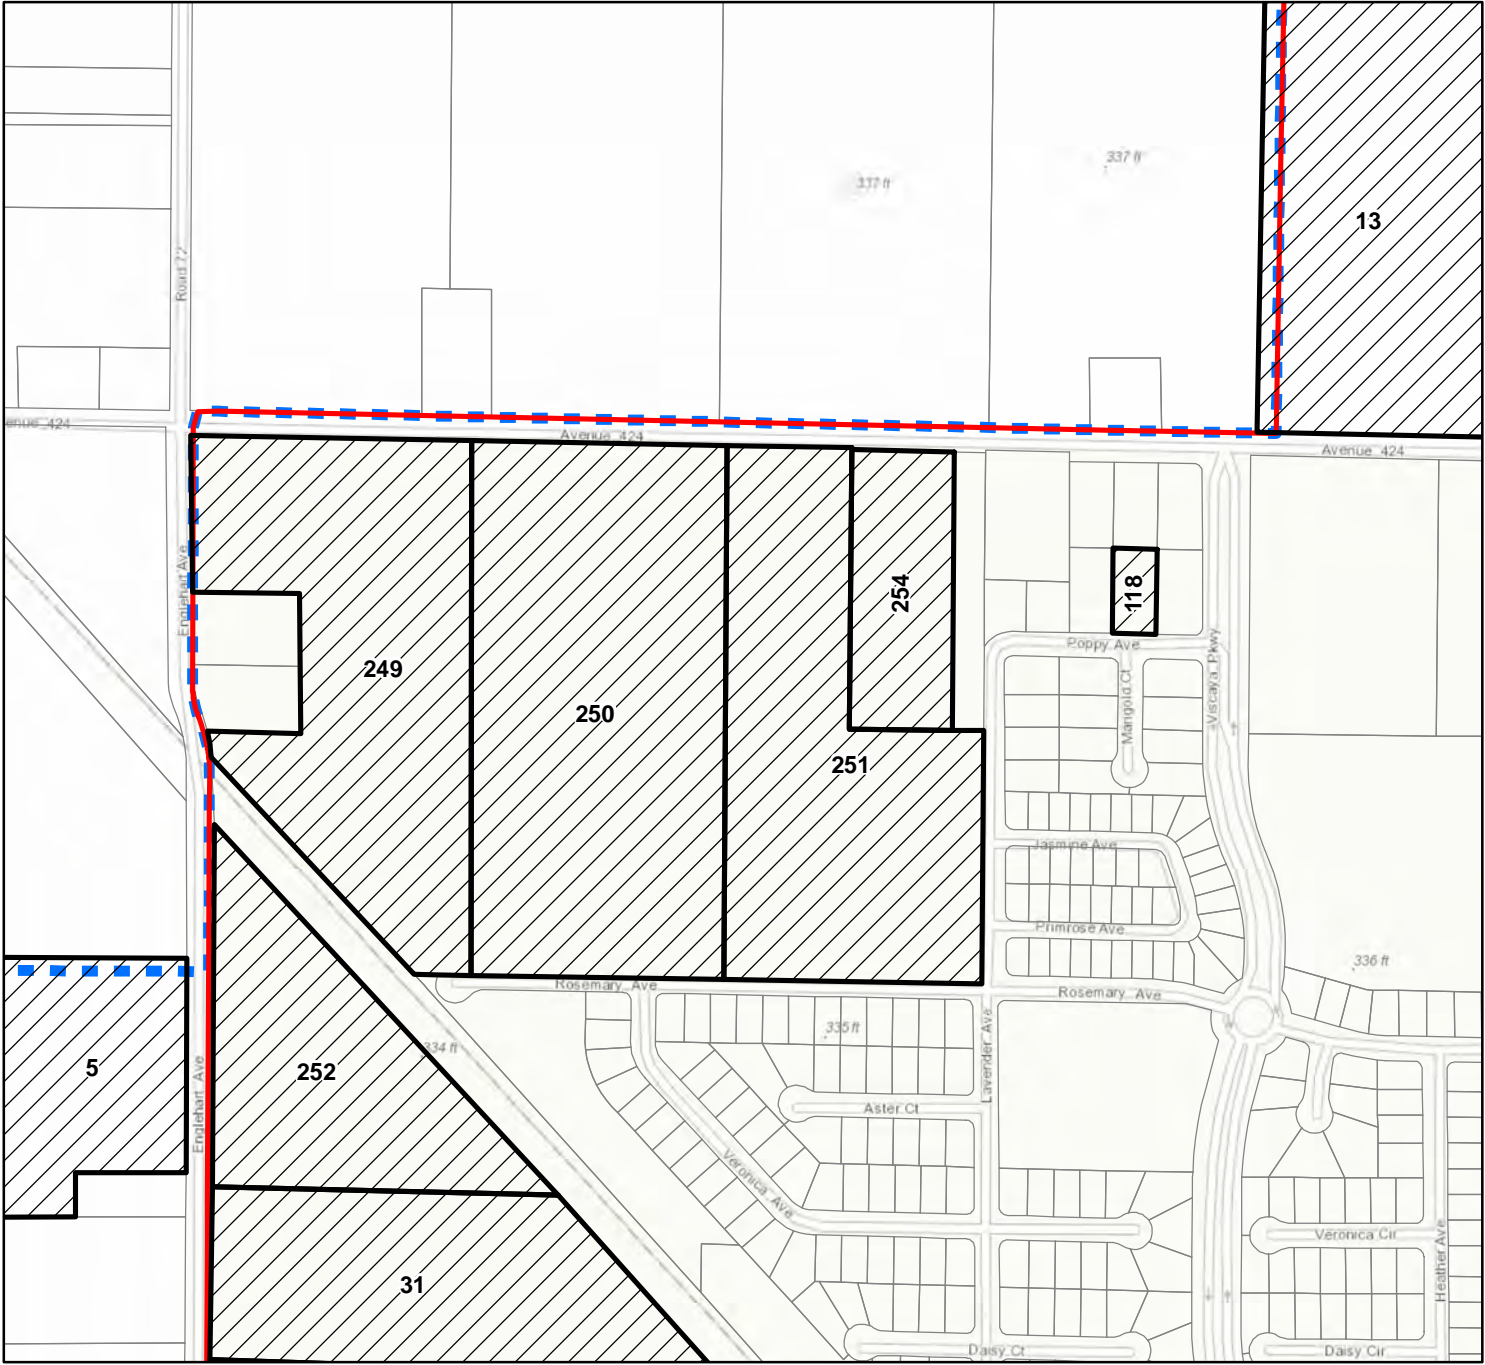 337 ft
337 ft
13
Road 72
enue 424
Avenue 424
Avenue 424
254
118
Englehart Ave
Poppy Ave
249
Marigold Ct
Viscaya Pkwy
250
251
Jasmine Ave
Primrose Ave
336 ft
Rosemary Ave
Rosemary Ave
335 ft
334 ft
Lavender Ave
5
252
Englehart Ave
Aster Ct
Veronica Ave
Veronica Cir
Heather Ave
31
Daisy Ct
Daisy Cir